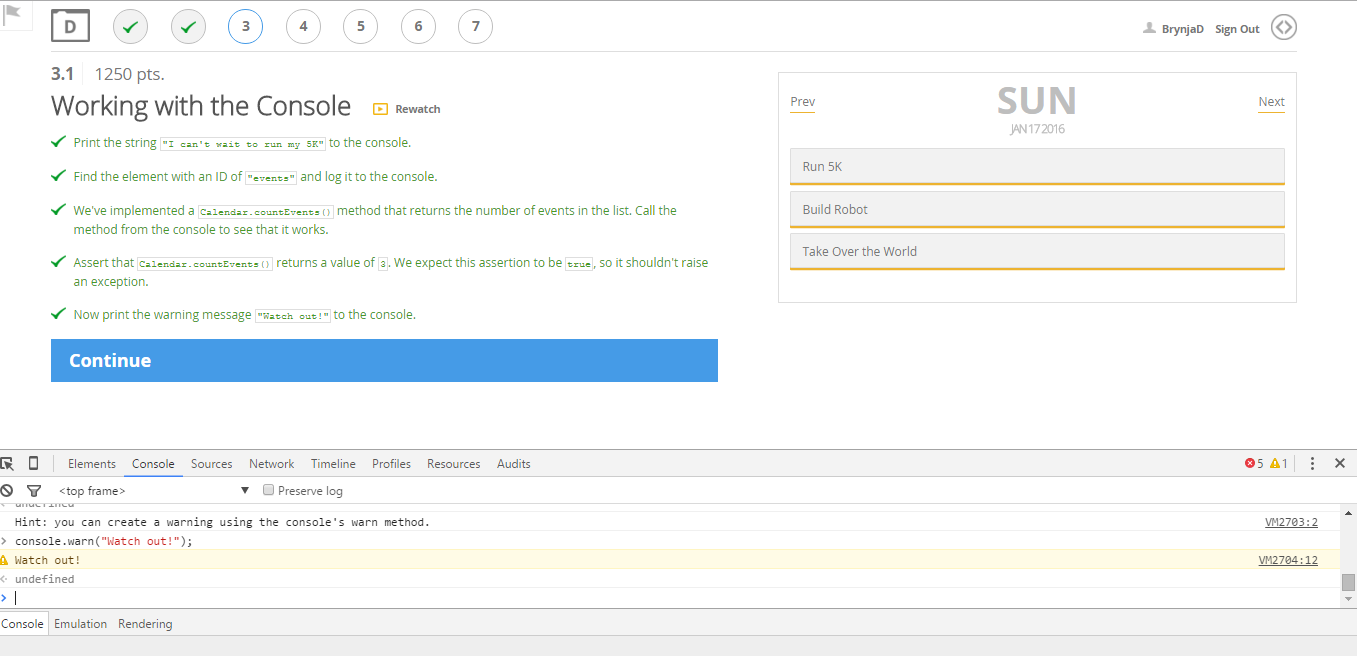 D 3 4 5 6 7 BrynjaD Sign Out
3.1 1250 pts.
Working with the Console Rewatch
Print the string "I can't wait to run my 5K" to the console.
Find the element with an ID of "events" and log it to the console.
We've implemented a Calendar.countEvents() method that returns the number of events in the list. Call the
method from the console to see that it works.
Assert that Calendar.countEvents() returns a value of 3. We expect this assertion to be true, so it shouldn't raise
an exception.
Now print the warning message "Watch out!" to the console.
Continue
Prev SUN Next
JAN 17 2016
Run 5K
Build Robot
Take Over the World
Elements Console Sources Network Timeline Profiles Resources Audits 5 1
<top frame> Preserve log
undefined
Hint: you can create a warning using the console's warn method. VM2703:2
console.warn("Watch out!");
Watch out! VM2704:12
undefined
Console Emulation Rendering